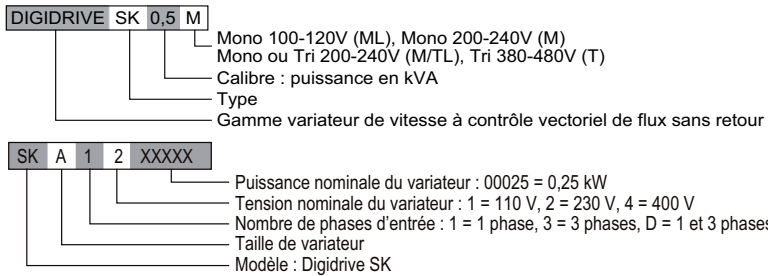 DIGIDRIVE SK 0,5 M
Mono 100-120V (ML), Mono 200-240V (M)
Mono ou Tri 200-240V (M/TL), Tri 380-480V (T)
Calibre : puissance en kVA
Type
Gamme variateur de vitesse à contrôle vectoriel de flux sans retour
SK A 1 2 XXXXX
Puissance nominale du variateur : 00025 = 0,25 kW
Tension nominale du variateur : 1 = 110 V, 2 = 230 V, 4 = 400 V
Nombre de phases d'entrée : 1 = 1 phase, 3 = 3 phases, D = 1 et 3 phases
Taille de variateur
Modèle : Digidrive SK